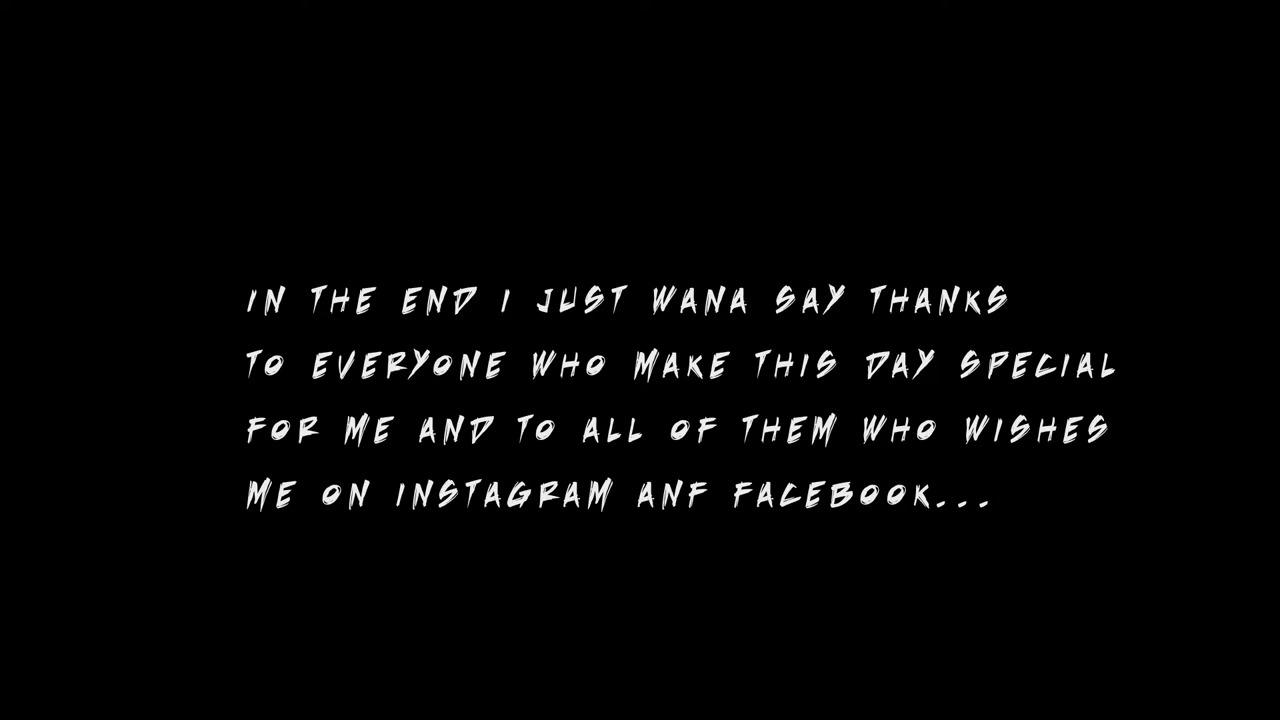 IN THE END I JUST WANA SAY THANKS
TO EVERYONE WHO MAKE THIS DAY SPECIAL
FOR ME AND TO ALL OF THEM WHO WISHES
ME ON INSTAGRAM ANF FACEBOOK...